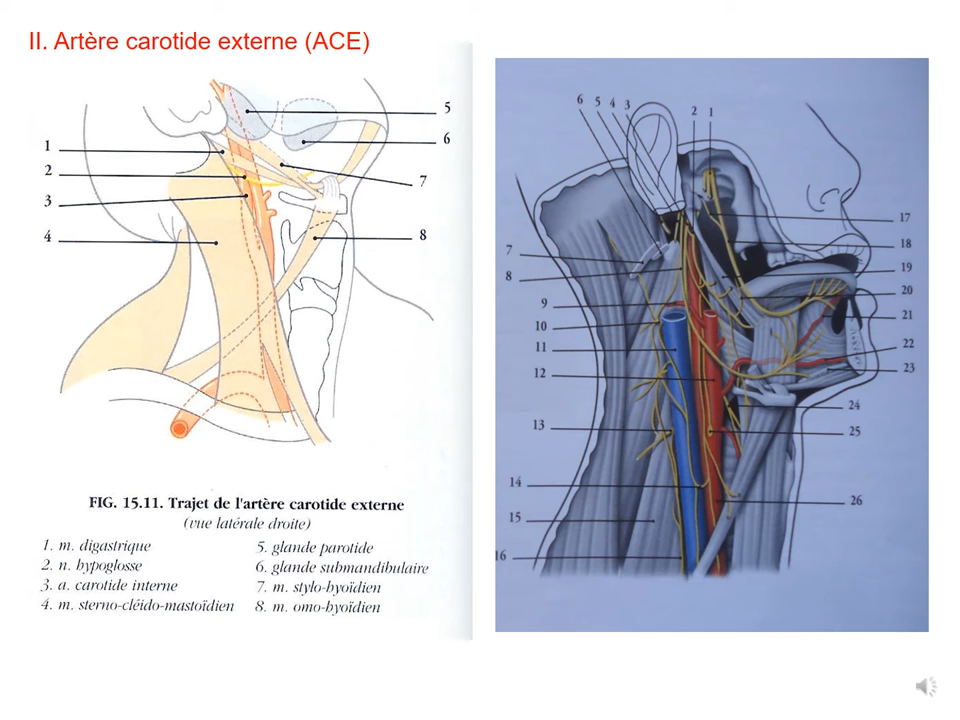 II. Artère carotide externe (ACE)
1
2
3
4
5
6
7
8
FIG. 15.11. Trajet de l'artère carotide externe
(vue latérale droite)
1. m. digastrique
2. n. hypoglosse
3. a. carotide interne
4. m. sterno-cléido-mastoïdien
5. glande parotide
6. glande submandibulaire
7. m. stylo-hyoïdien
8. m. omo-hyoïdien
6 5 4 3 2 1
7
8
9
10
11
12
13
14
15
16
17
18
19
20
21
22
23
24
25
26